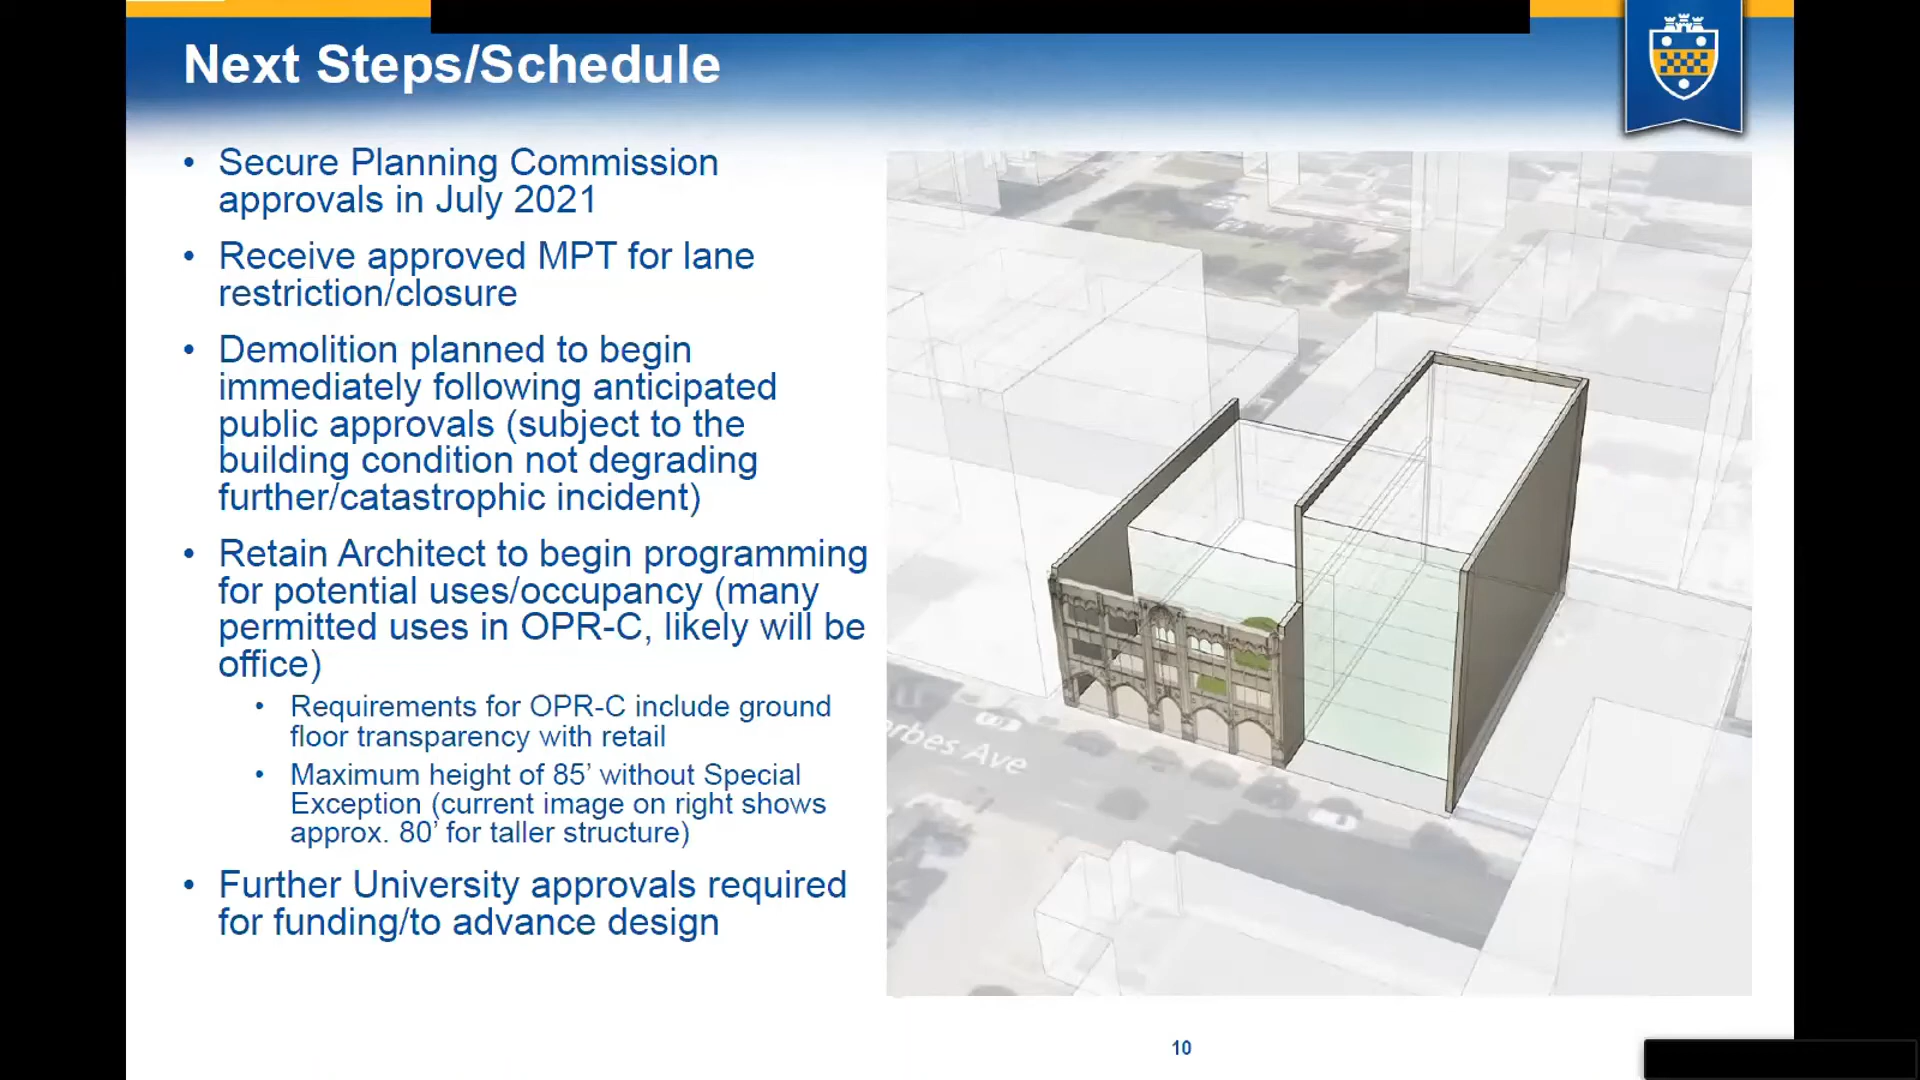 Next Steps/Schedule
• Secure Planning Commission
approvals in July 2021
• Receive approved MPT for lane
restriction/closure
• Demolition planned to begin
immediately following anticipated
public approvals (subject to the
building condition not degrading
further/catastrophic incident)
• Retain Architect to begin programming
for potential uses/occupancy (many
permitted uses in OPR-C, likely will be
office)
• Requirements for OPR-C include ground
floor transparency with retail
• Maximum height of 85’ without Special
Exception (current image on right shows
approx. 80’ for taller structure)
• Further University approvals required
for funding/to advance design
orbes Ave
10